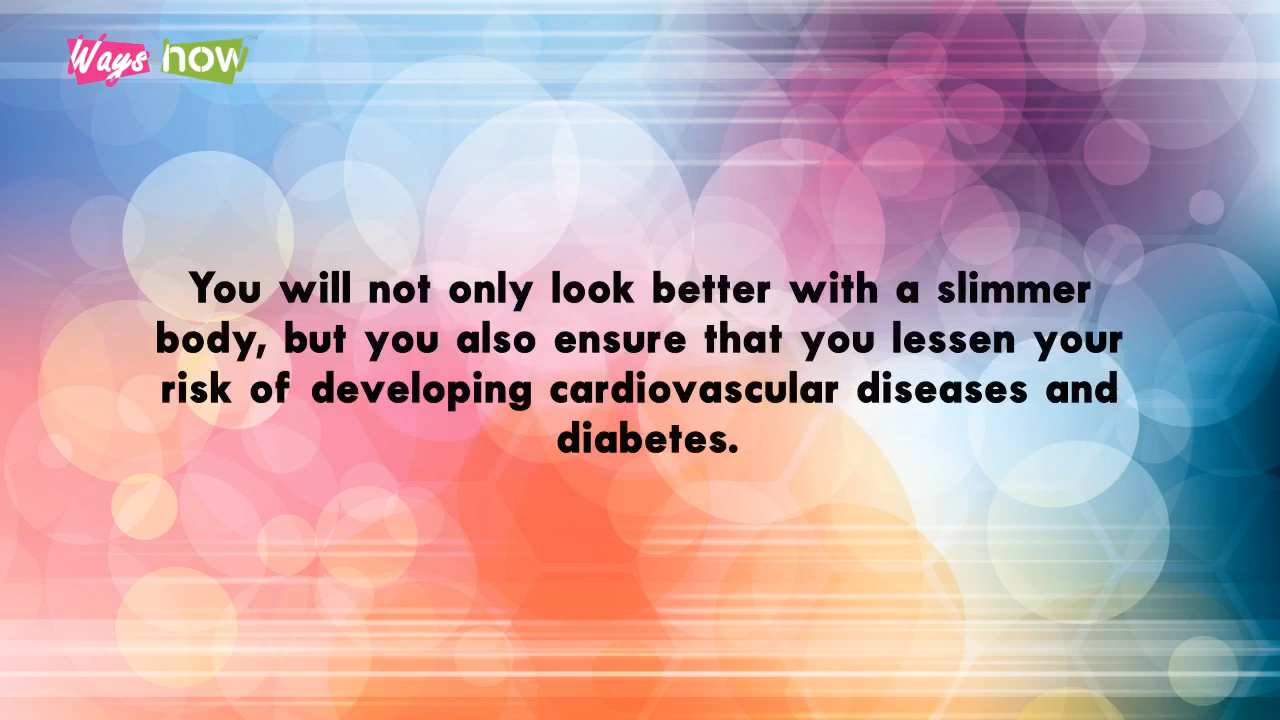 Ways now™
You will not only look better with a slimmer
body, but you also ensure that you lessen your
risk of developing cardiovascular diseases and
diabetes.